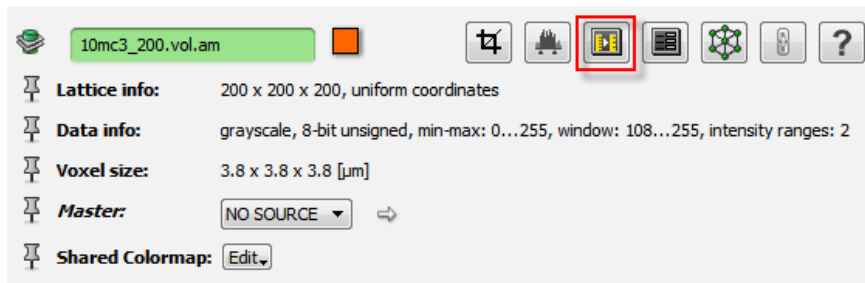 10mc3_200.vol.am ?
Lattice info: 200 x 200 x 200, uniform coordinates
Data info: grayscale, 8-bit unsigned, min-max: 0...255, window: 108...255, intensity ranges: 2
Voxel size: 3.8 x 3.8 x 3.8 [µm]
Master: NO SOURCE
Shared Colormap: Edit